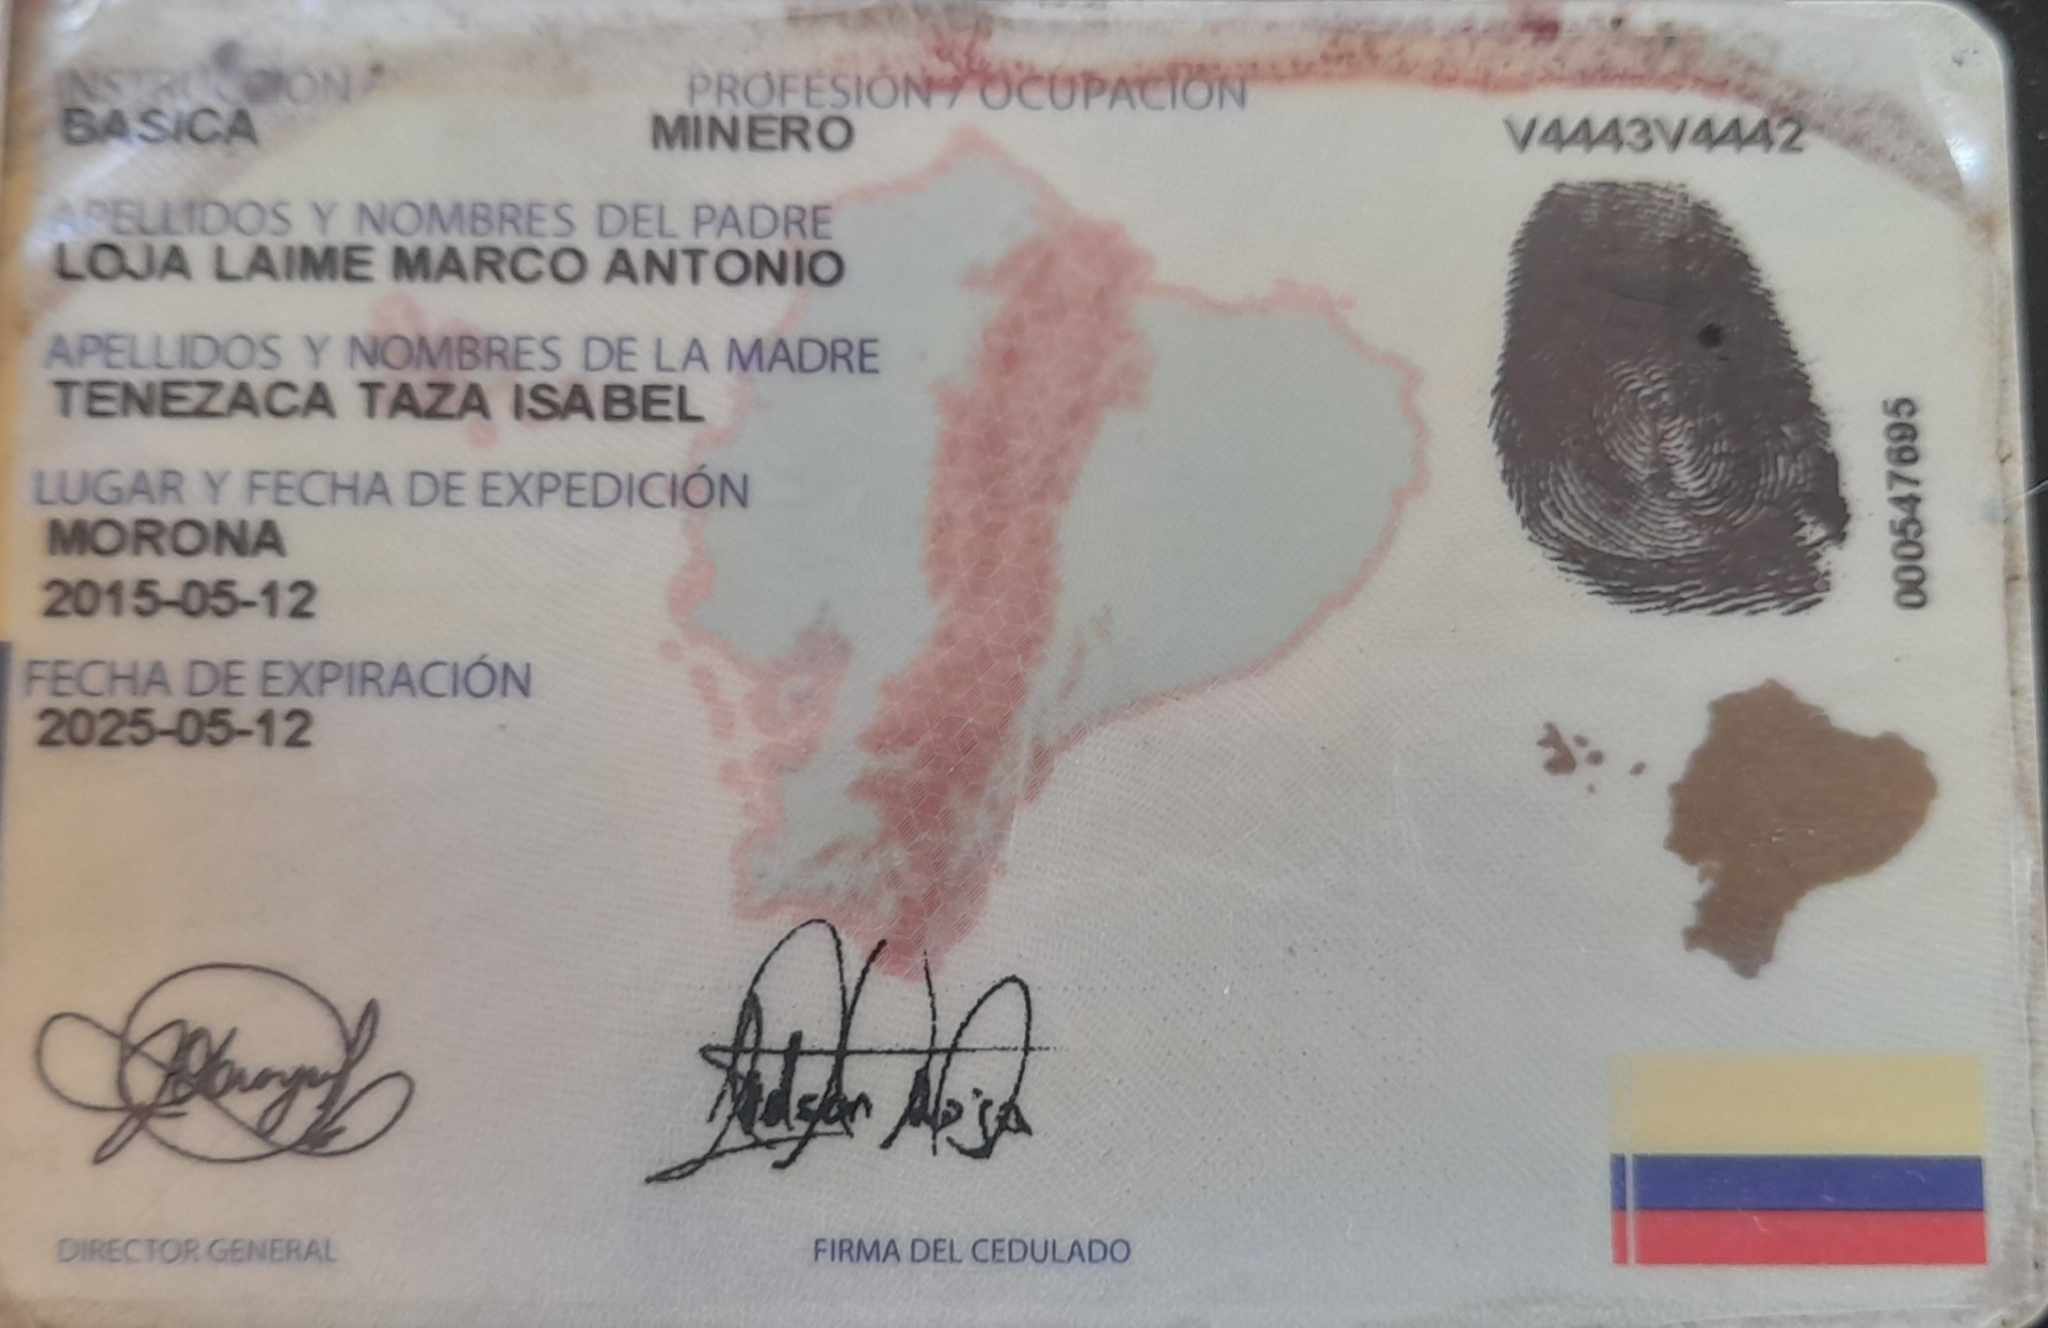 INSTRUCCIÓN
PROFESIÓN / OCUPACIÓN
BASICA
MINERO
V4443V4442
APELLIDOS Y NOMBRES DEL PADRE
LOJA LAIME MARCO ANTONIO
APELLIDOS Y NOMBRES DE LA MADRE
TENEZACA TAZA ISABEL
LUGAR Y FECHA DE EXPEDICIÓN
MORONA
2015-05-12
FECHA DE EXPIRACIÓN
2025-05-12
000547695
DIRECTOR GENERAL
FIRMA DEL CEDULADO